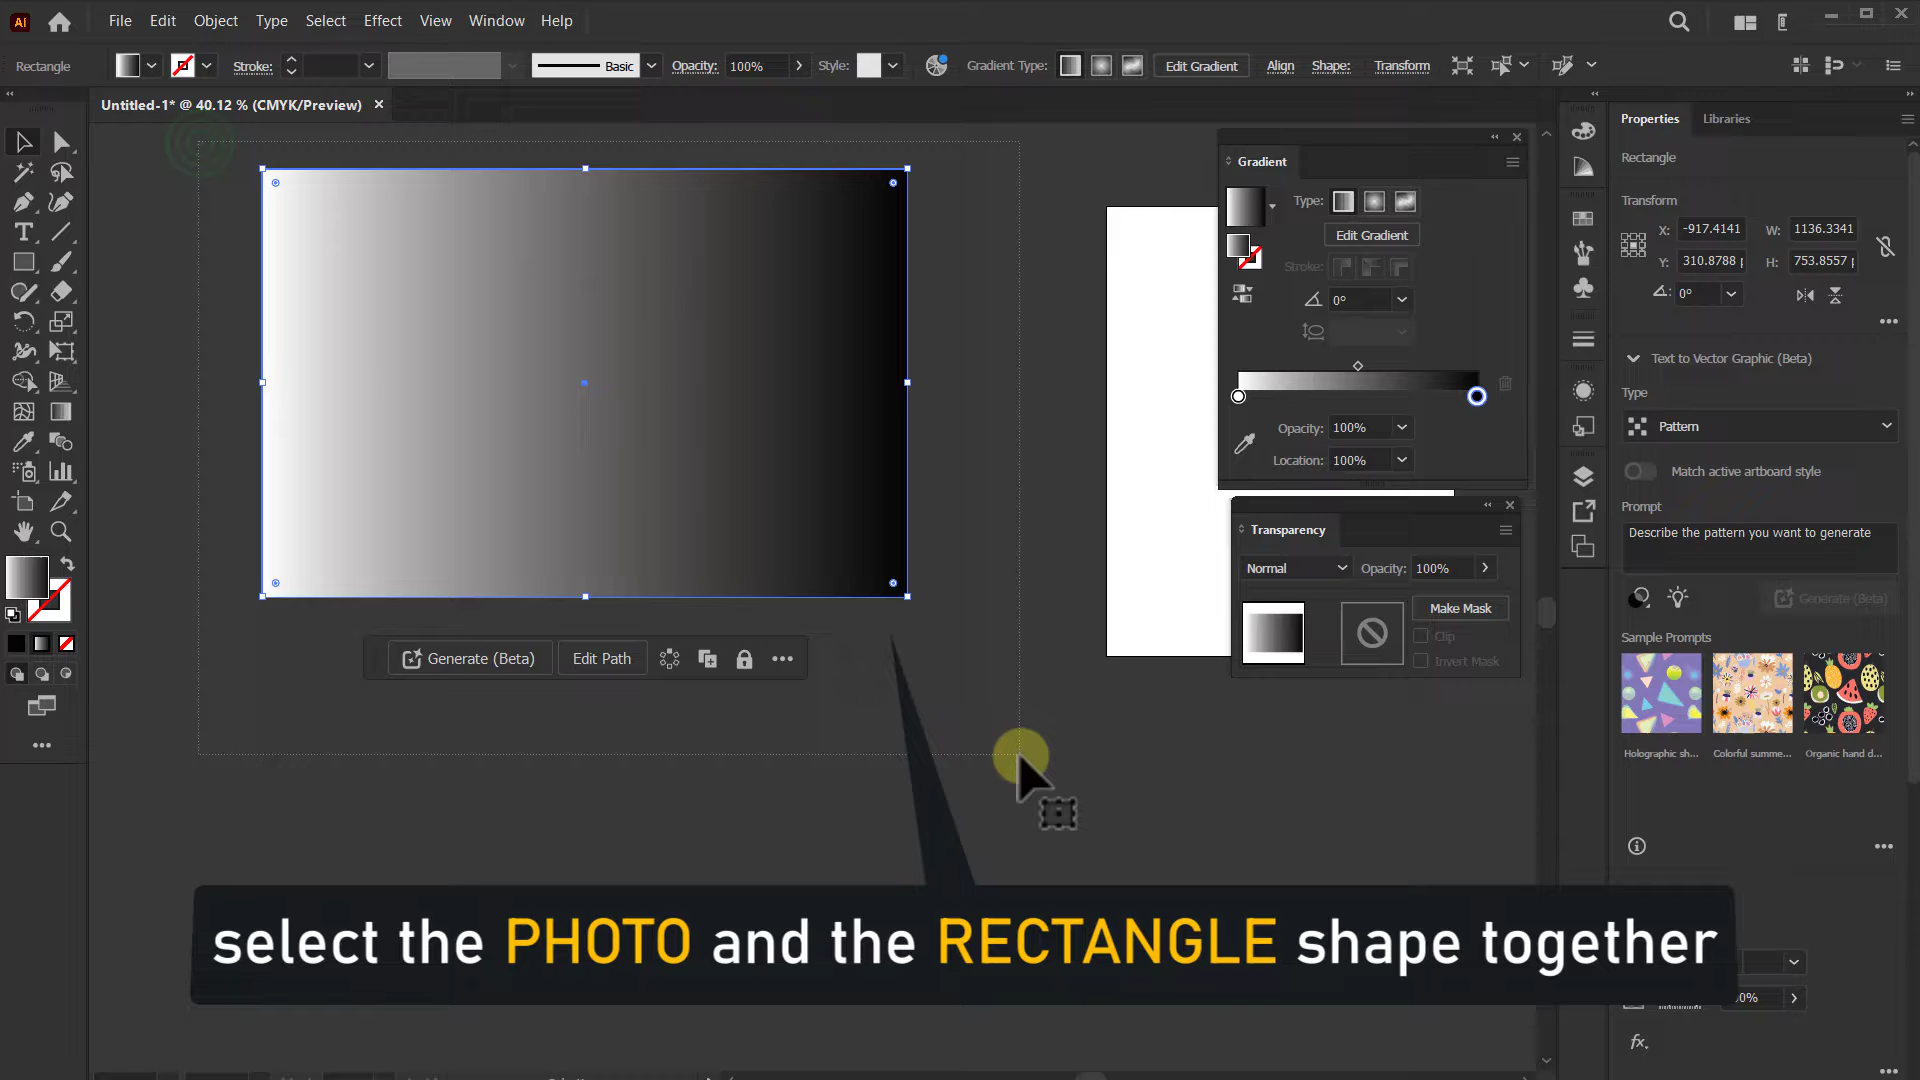 Ai File Edit Object Type Select Effect View Window Help
Rectangle Stroke: Basic Opacity: 100% Style: Gradient Type: Edit Gradient Align Shape: Transform
Untitled-1* @ 40.12 % (CMYK/Preview)
Gradient
Type:
Edit Gradient
Stroke:
0°
Opacity: 100%
Location: 100%
Transparency
Normal Opacity: 100%
Make Mask
Clip
Invert Mask
Generate (Beta) Edit Path
Properties Libraries
Rectangle
Transform
X: -917.4141 W: 1136.3341
Y: 310.8788 p H: 753.8557 p
0°
Text to Vector Graphic (Beta)
Type
Pattern
Match active artboard style
Prompt
Describe the pattern you want to generate
Generate (Beta)
Sample Prompts
Holographic sh... Colorful summe... Organic hand d...
select the PHOTO and the RECTANGLE shape together
0%
fx.